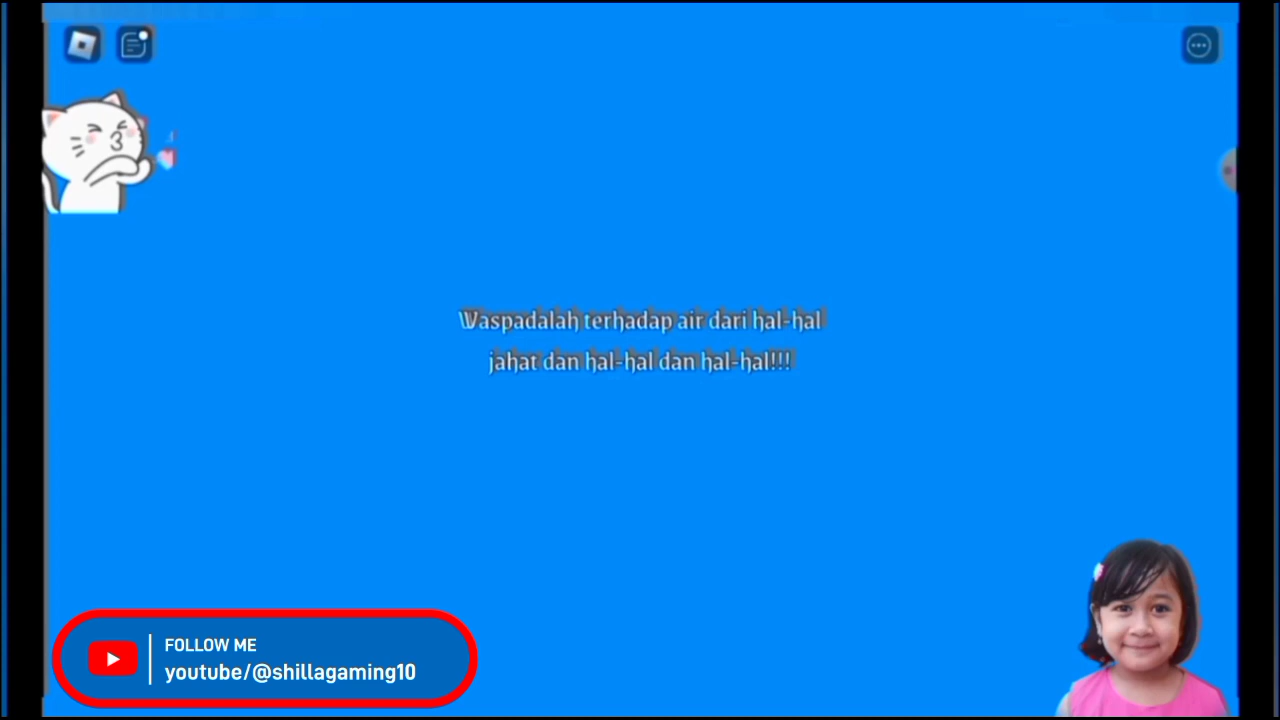 Waspadalah terhadap air dari hal-hal
jahat dan hal-hal dan hal-hal!!!
FOLLOW ME
youtube/@shillagaming10